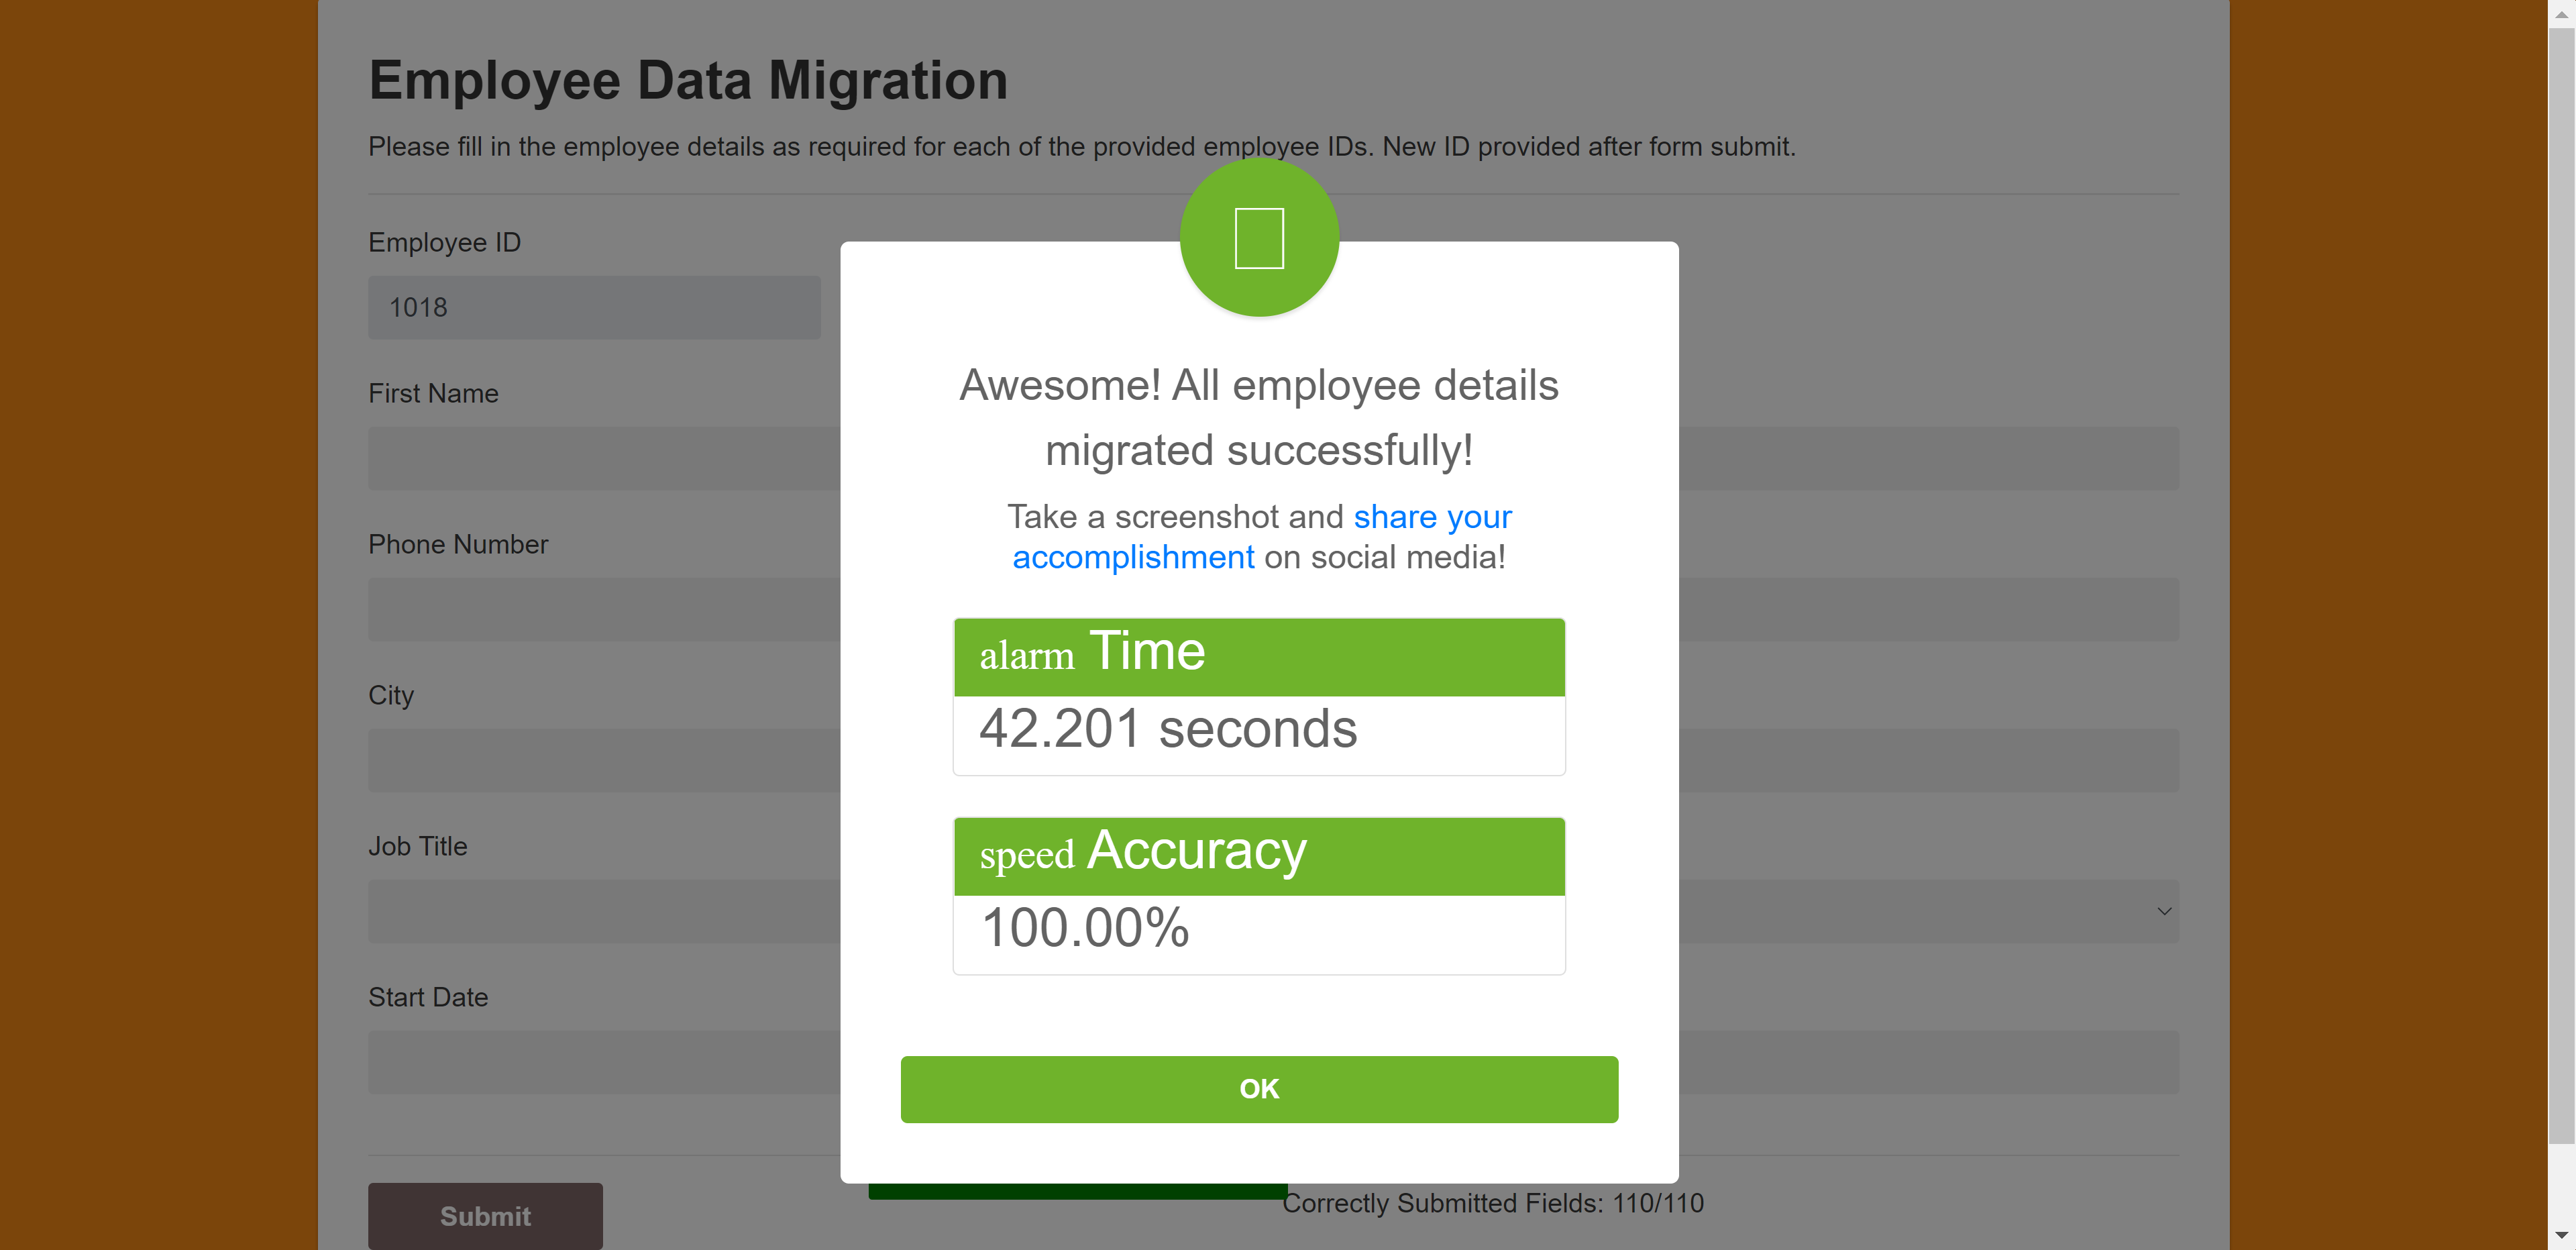 Employee Data Migration
Please fill in the employee details as required for each of the provided employee IDs. New ID provided after form submit.
Employee ID
1018
First Name
Phone Number
City
Job Title
Start Date
Awesome! All employee details
migrated successfully!
Take a screenshot and share your
accomplishment on social media!
alarm Time
42.201 seconds
speed Accuracy
100.00%
OK
Submit
Correctly Submitted Fields: 110/110